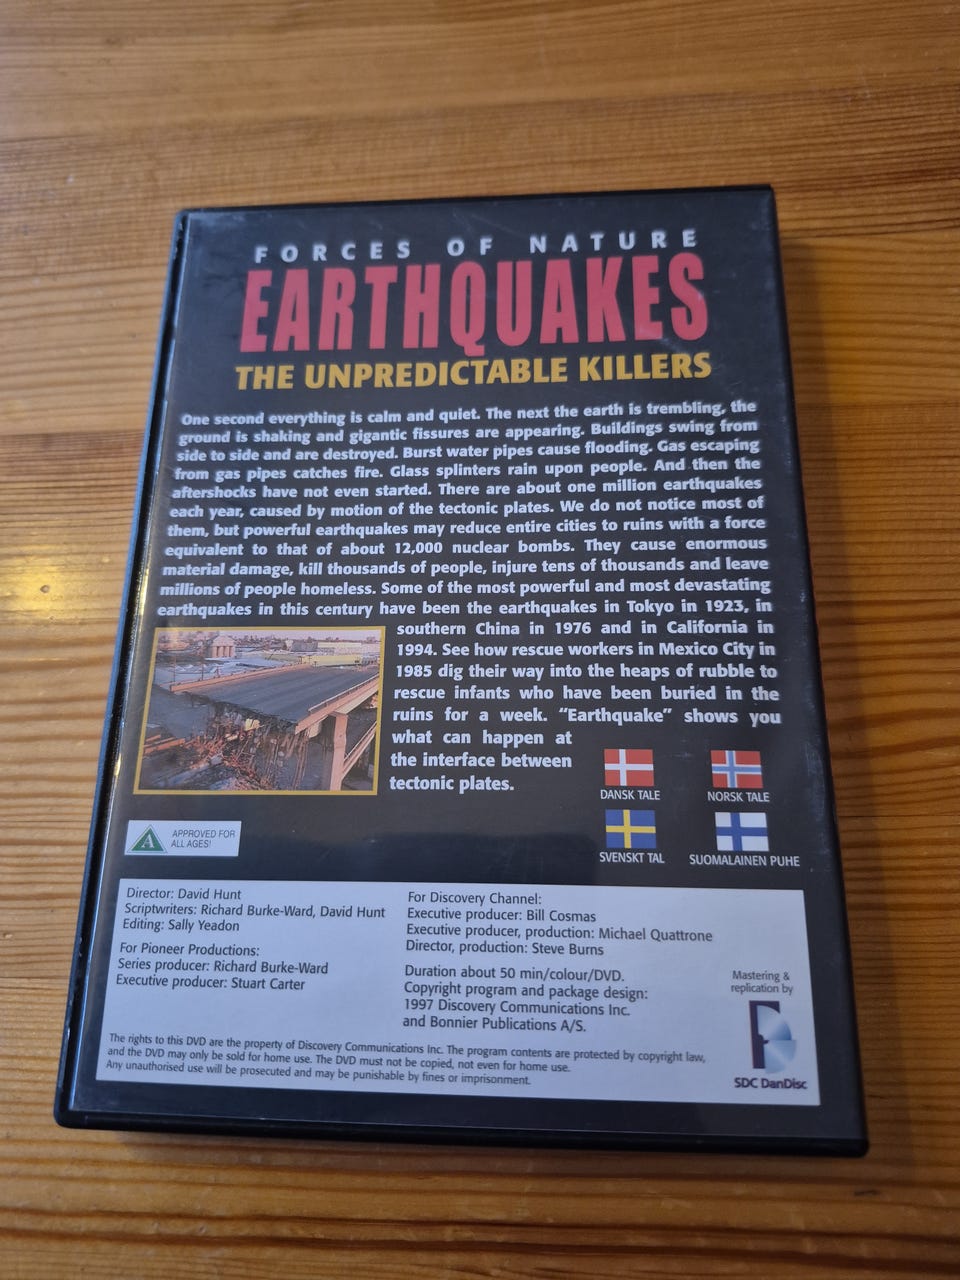 FORCES OF NATURE
EARTHQUAKES
THE UNPREDICTABLE KILLERS
One second everything is calm and quiet. The next the earth is trembling, the
ground is shaking and gigantic fissures are appearing. Buildings swing from
side to side and are destroyed. Burst water pipes cause flooding. Gas escaping
from gas pipes catches fire. Glass splinters rain upon people. And then the
aftershocks have not even started. There are about one million earthquakes
each year, caused by motion of the tectonic plates. We do not notice most of
them, but powerful earthquakes may reduce entire cities to ruins with a force
equivalent to that of about 12,000 nuclear bombs. They cause enormous
material damage, kill thousands of people, injure tens of thousands and leave
millions of people homeless. Some of the most powerful and most devastating
earthquakes in this century have been the earthquakes in Tokyo in 1923, in
southern China in 1976 and in California in
1994. See how rescue workers in Mexico City in
1985 dig their way into the heaps of rubble to
rescue infants who have been buried in the
ruins for a week. "Earthquake" shows you
what can happen at
the interface between
tectonic plates.
DANSK TALE
NORSK TALE
SVENSKT TAL
SUOMALAINEN PUHE
A
APPROVED FOR
ALL AGES!
Director: David Hunt
Scriptwriters: Richard Burke-Ward, David Hunt
Editing: Sally Yeadon
For Pioneer Productions:
Series producer: Richard Burke-Ward
Executive producer: Stuart Carter
For Discovery Channel:
Executive producer: Bill Cosmas
Executive producer, production: Michael Quattrone
Director, production: Steve Burns
Duration about 50 min/colour/DVD.
Copyright program and package design:
1997 Discovery Communications Inc.
and Bonnier Publications A/S.
Mastering &
replication by
SDC DanDisc
The rights to this DVD are the property of Discovery Communications Inc. The program contents are protected by copyright law,
and the DVD may only be sold for home use. The DVD must not be copied, not even for home use.
Any unauthorised use will be prosecuted and may be punishable by fines or imprisonment.